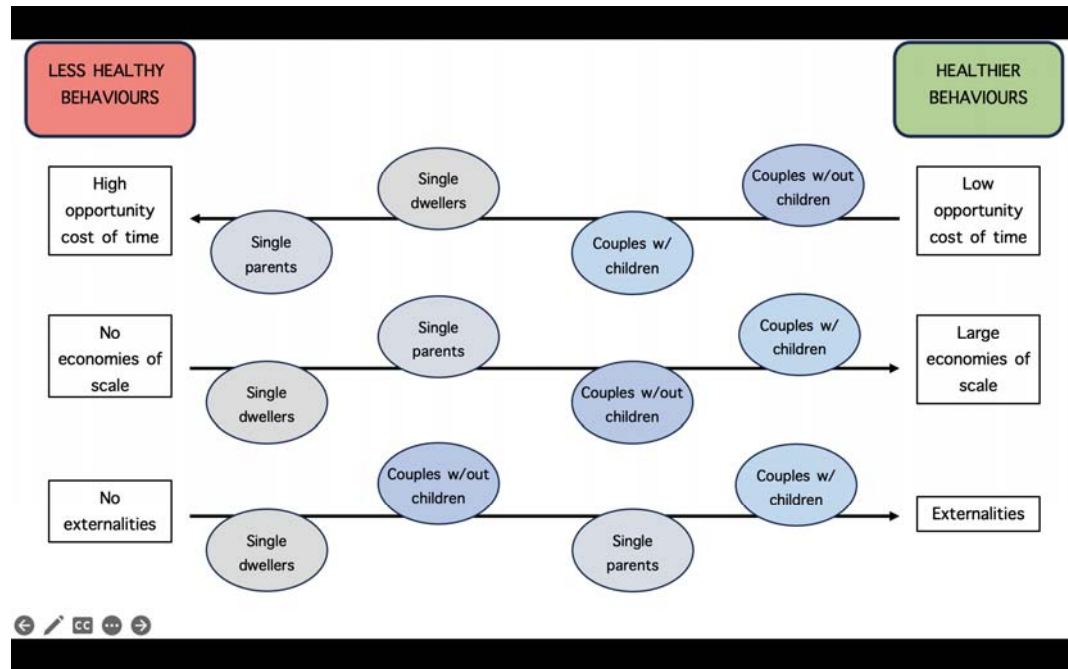 LESS HEALTHY
BEHAVIOURS
HEALTHIER
BEHAVIOURS
High
opportunity
cost of time
Single
parents
Single
dwellers
Couples w/
children
Couples w/out
children
Low
opportunity
cost of time
No
economies of
scale
Single
dwellers
Single
parents
Couples w/out
children
Couples w/
children
Large
economies of
scale
No
externalities
Single
dwellers
Couples w/out
children
Single
parents
Couples w/
children
Externalities
CC